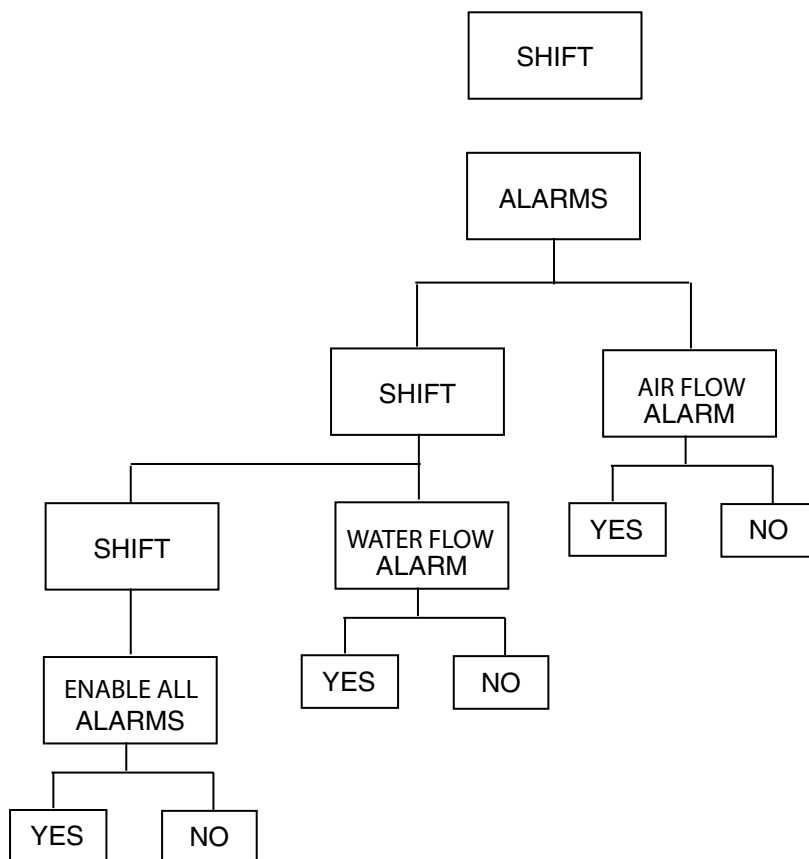 SHIFT
ALARMS
SHIFT
AIR FLOW
ALARM
SHIFT
WATER FLOW
ALARM
YES
NO
ENABLE ALL
ALARMS
YES
NO
YES
NO